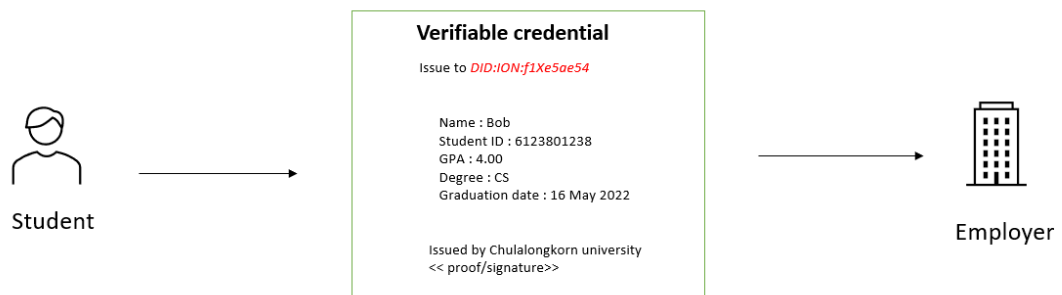 Verifiable credential
Issue to DID:ION:f1Xe5ae54
Name : Bob
Student ID : 6123801238
GPA : 4.00
Degree : CS
Graduation date : 16 May 2022
Issued by Chulalongkorn university
<< proof/signature>>
Student
Employer